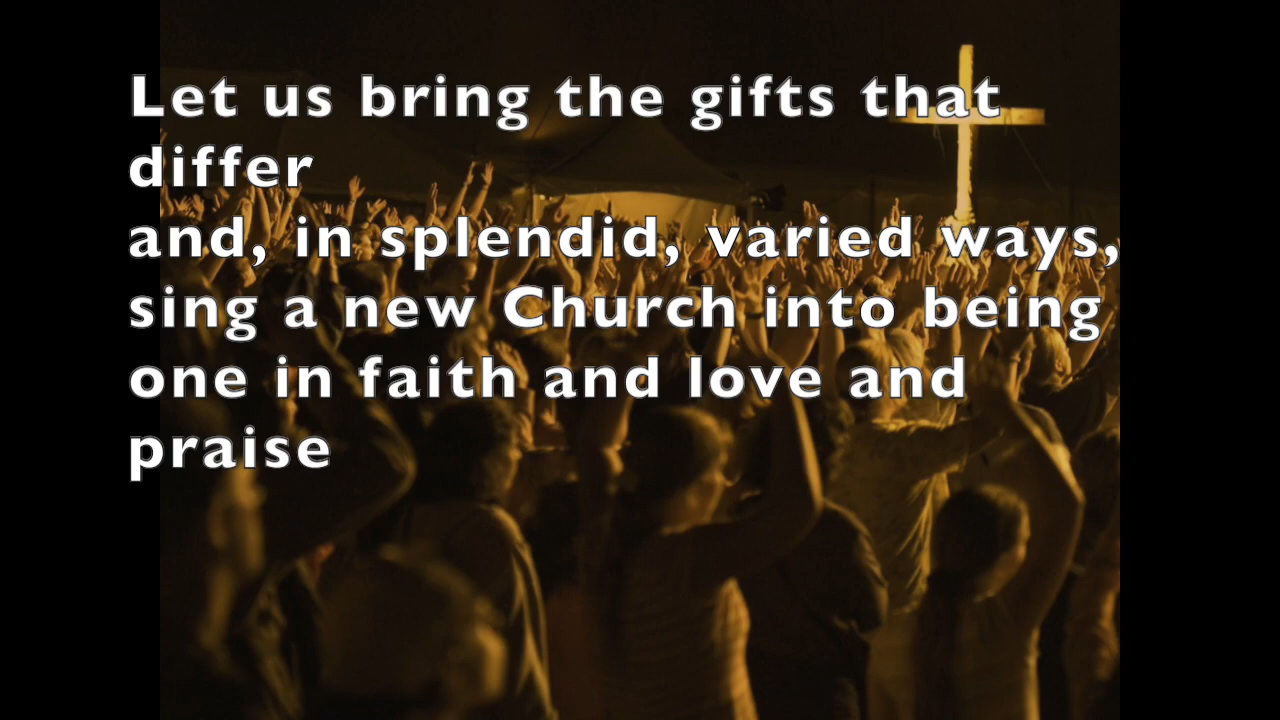 Let us bring the gifts that
differ
and, in splendid, varied ways,
sing a new Church into being
one in faith and love and
praise